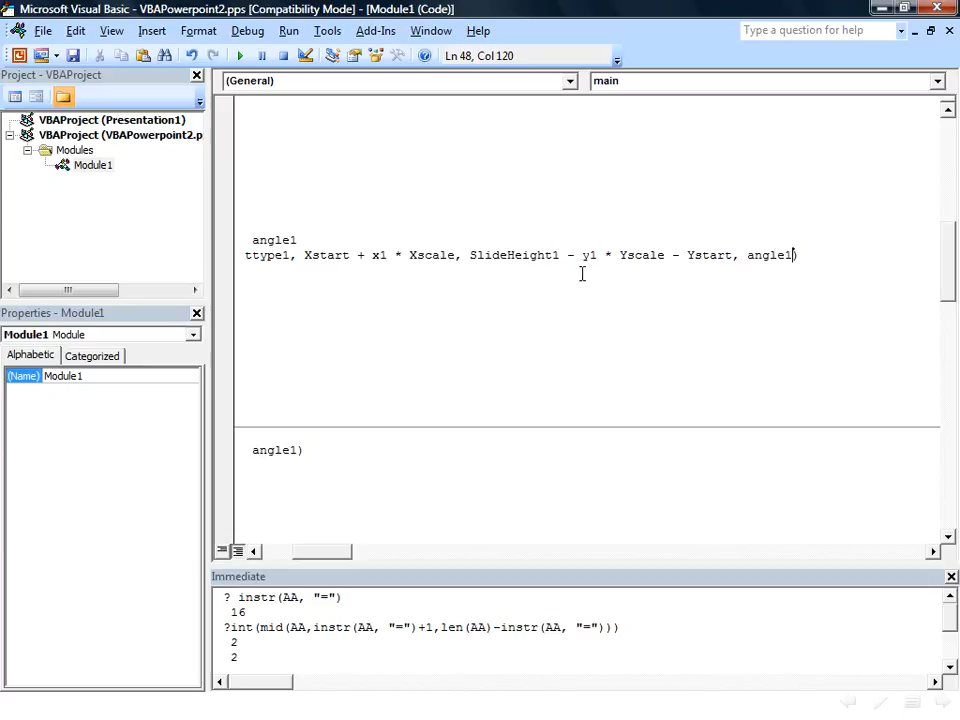 Microsoft Visual Basic - VBAPowerpoint2.pps [Compatibility Mode] - [Module1 (Code)]
File Edit View Insert Format Debug Run Tools Add-Ins Window Help
Type a question for help
Ln 48, Col 120
Project - VBAProject
(General)
main
VBAProject (Presentation1)
VBAProject (VBAPowerpoint2.p
Modules
Module1
angle1
ttype1, Xstart + x1 * Xscale, SlideHeight1 - y1 * Yscale - Ystart, angle1)
Properties - Module1
Module1 Module
Alphabetic Categorized
(Name) Module1
angle1)
Immediate
? instr(AA, "=")
16
?int(mid(AA,instr(AA, "=")+1,len(AA)-instr(AA, "=")))
2
2